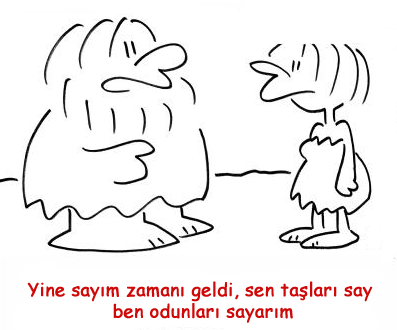 Yine sayım zamanı geldi, sen taşları say
ben odunları sayarım